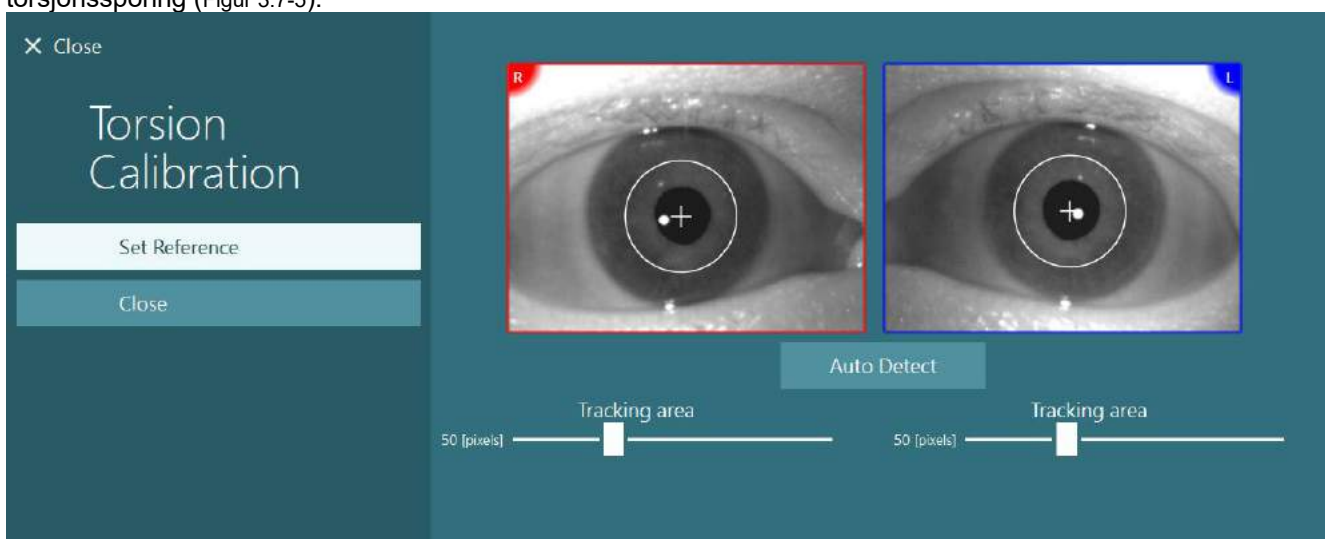 torsjonssporing (Figur 3.7-5).
✕ Close
Torsion
Calibration
Set Reference
Close
R
L
Auto Detect
Tracking area
50 [pixels]
Tracking area
50 [pixels]